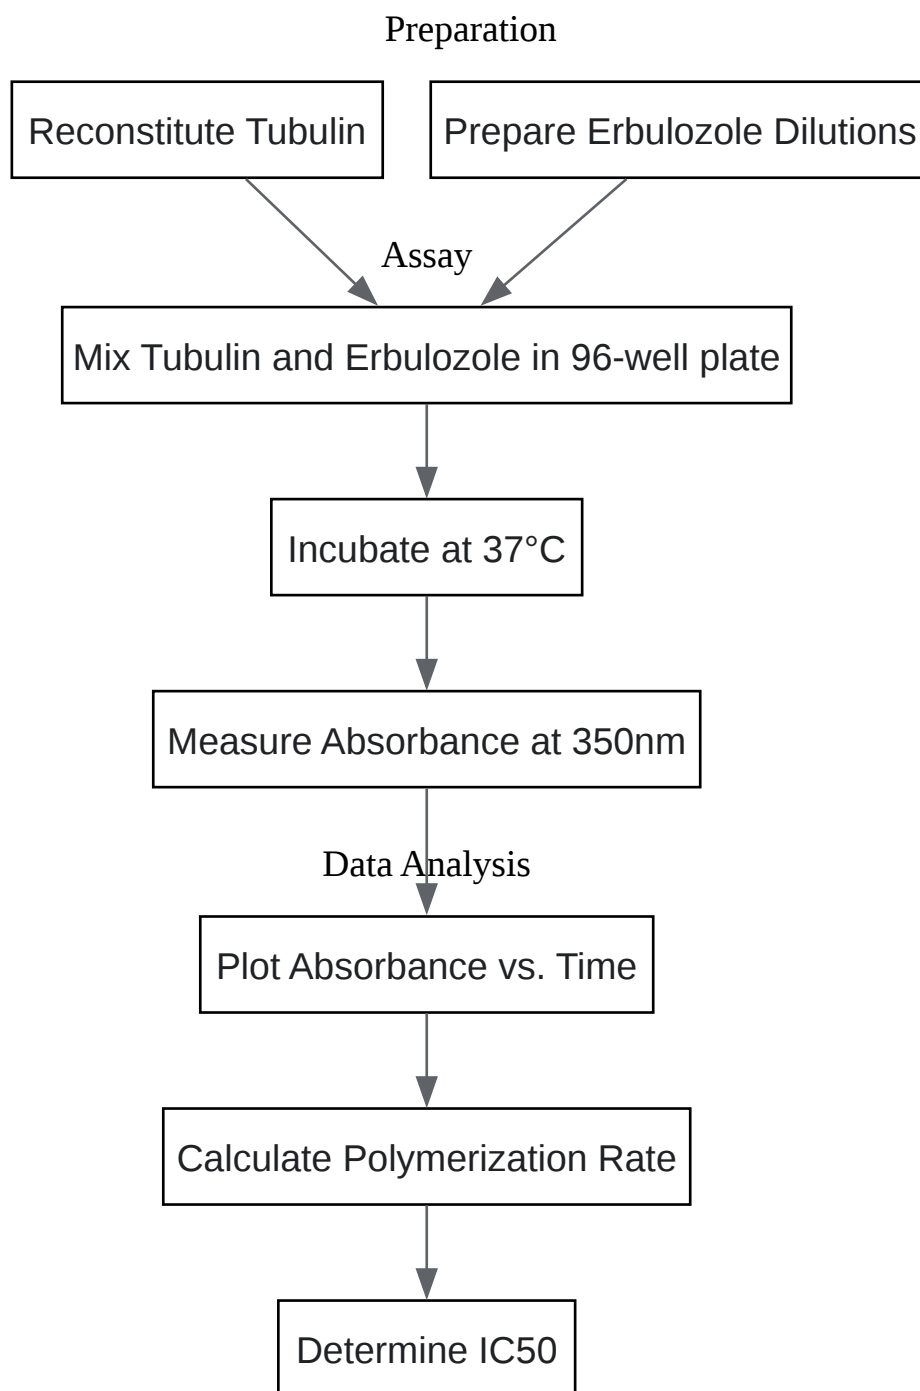 Preparation
Reconstitute Tubulin
Prepare Erbulozole Dilutions
Assay
Mix Tubulin and Erbulozole in 96-well plate
Incubate at 37°C
Measure Absorbance at 350nm
Data Analysis
Plot Absorbance vs. Time
Calculate Polymerization Rate
Determine IC50